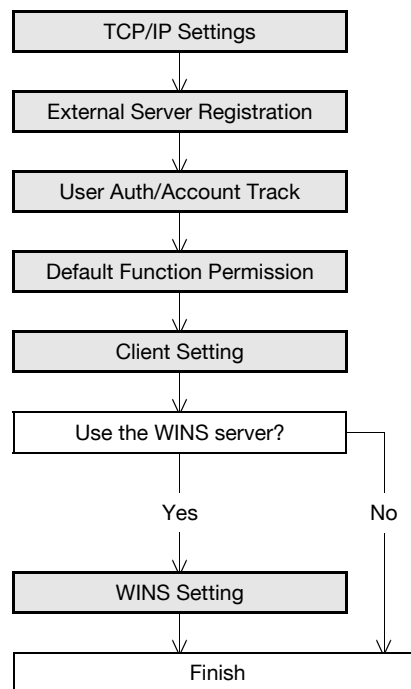 TCP/IP Settings
External Server Registration
User Auth/Account Track
Default Function Permission
Client Setting
Use the WINS server?
Yes
No
WINS Setting
Finish